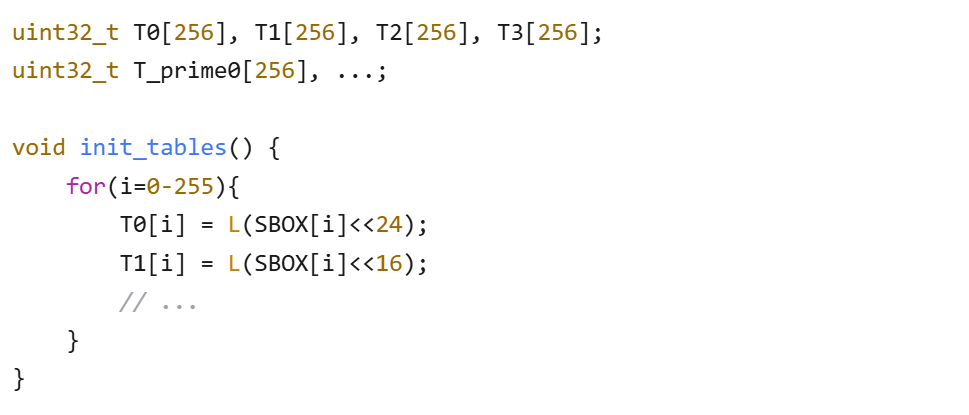 uint32_t T0[256], T1[256], T2[256], T3[256];
uint32_t T_prime0[256], ...;

void init_tables() {
    for(i=0-255){
        T0[i] = L(SBOX[i]<<24);
        T1[i] = L(SBOX[i]<<16);
        // ...
    }
}